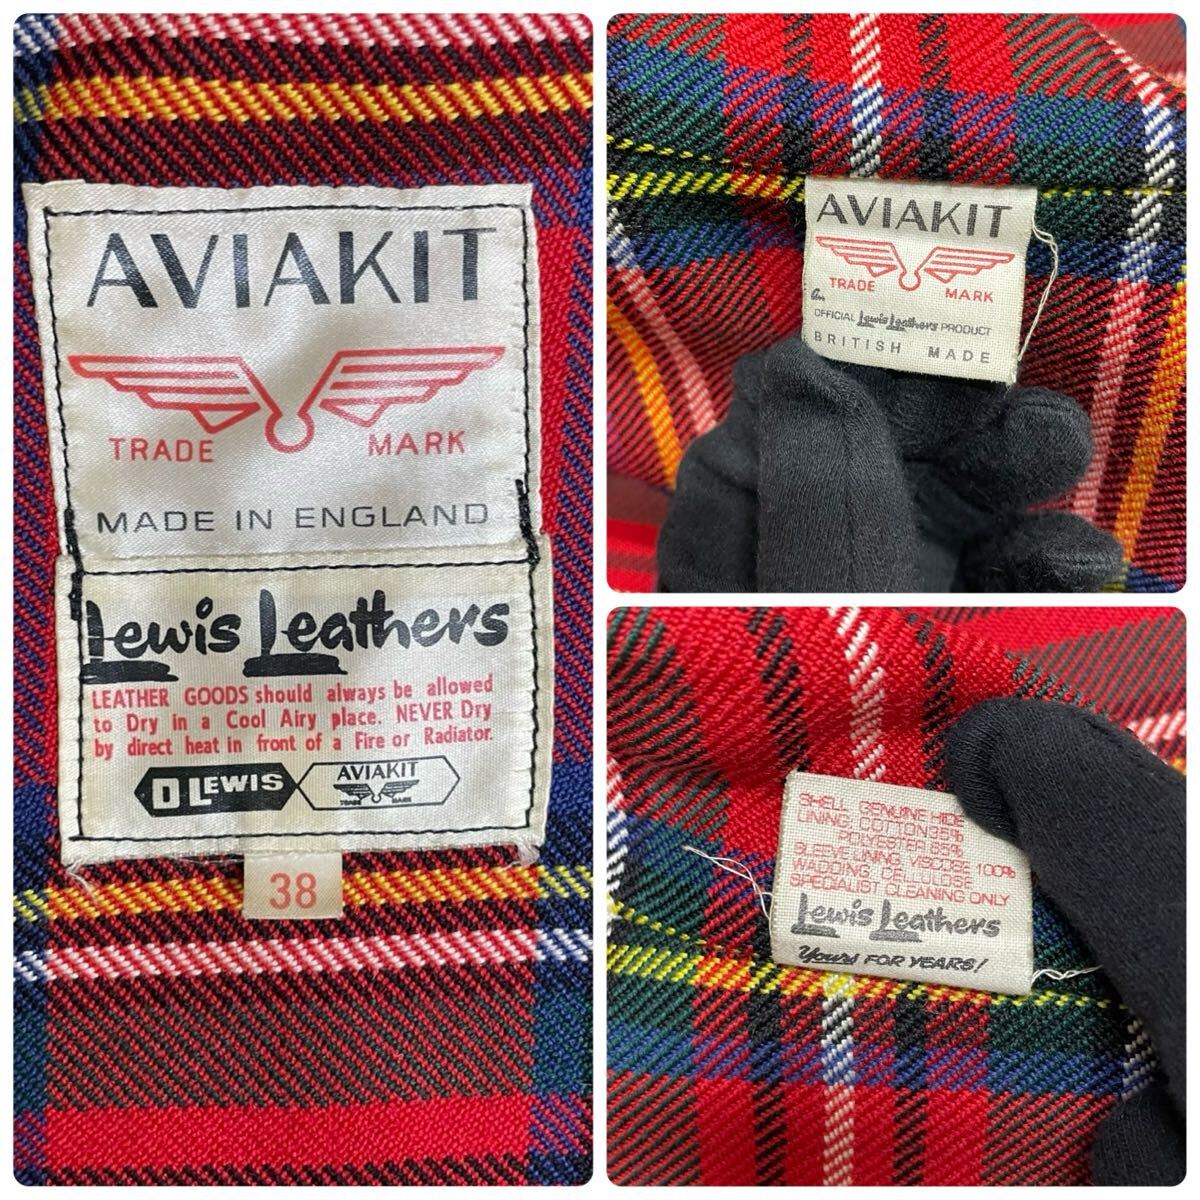 AVIAKIT
TRADE MARK
MADE IN ENGLAND
Lewis Leathers
LEATHER GOODS should always be allowed
to Dry in a Cool Airy place. NEVER Dry
by direct heat in front of a Fire or Radiator.
D LEWIS
AVIAKIT
TRADE MARK
38
AVIAKIT
TRADE MARK
An
OFFICIAL Lewis Leathers PRODUCT
BRITISH MADE
SHELL GENUINE HIDE
LINING, COTTON 35%
POLYESTER 65%
SLEEVE LINING, VISCOSE 100%
WADDING, CELLULOSE
SPECIALIST CLEANING ONLY
Lewis Leathers
Yours FOR YEARS!